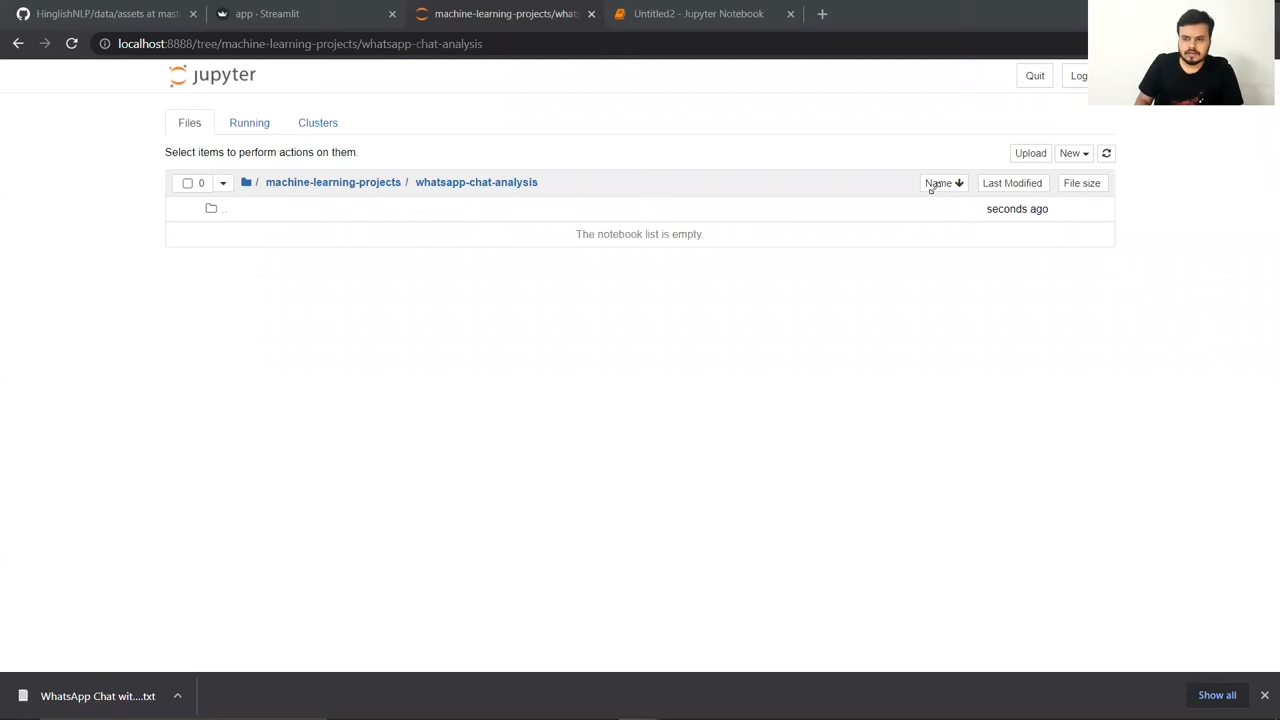 HinglishNLP/data/assets at mast
app · Streamlit
machine-learning-projects/whats
Untitled2 - Jupyter Notebook
localhost:8888/tree/machine-learning-projects/whatsapp-chat-analysis
jupyter
Quit
Log
Files
Running
Clusters
Select items to perform actions on them.
Upload
New
0
/ machine-learning-projects / whatsapp-chat-analysis
Name
Last Modified
File size
..
seconds ago
The notebook list is empty.
WhatsApp Chat wit....txt
Show all